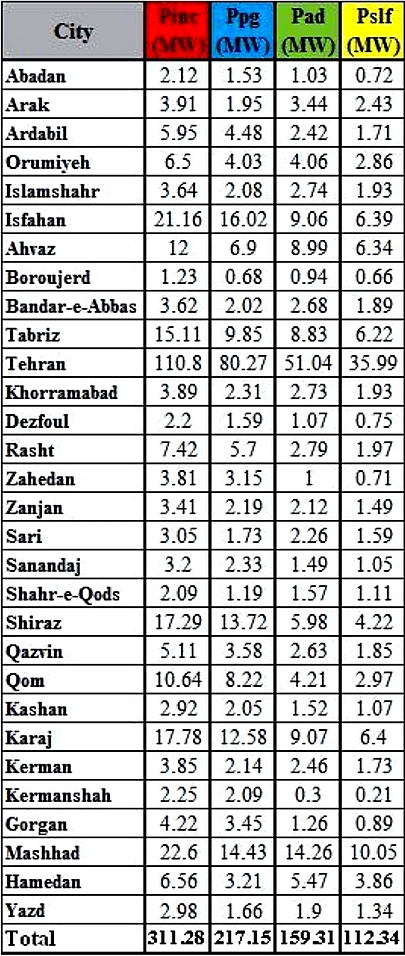 City Pinc Ppg Pad Pslf
(MW) (MW) (MW) (MW)
Abadan 2.12 1.53 1.03 0.72
Arak 3.91 1.95 3.44 2.43
Ardabil 5.95 4.48 2.42 1.71
Orumiyeh 6.5 4.03 4.06 2.86
Islamshahr 3.64 2.08 2.74 1.93
Isfahan 21.16 16.02 9.06 6.39
Ahvaz 12 6.9 8.99 6.34
Boroujerd 1.23 0.68 0.94 0.66
Bandar-e-Abbas 3.62 2.02 2.68 1.89
Tabriz 15.11 9.85 8.83 6.22
Tehran 110.8 80.27 51.04 35.99
Khorramabad 3.89 2.31 2.73 1.93
Dezfoul 2.2 1.59 1.07 0.75
Rasht 7.42 5.7 2.79 1.97
Zahedan 3.81 3.15 1 0.71
Zanjan 3.41 2.19 2.12 1.49
Sari 3.05 1.73 2.26 1.59
Sanandaj 3.2 2.33 1.49 1.05
Shahr-e-Qods 2.09 1.19 1.57 1.11
Shiraz 17.29 13.72 5.98 4.22
Qazvin 5.11 3.58 2.63 1.85
Qom 10.64 8.22 4.21 2.97
Kashan 2.92 2.05 1.52 1.07
Karaj 17.78 12.58 9.07 6.4
Kerman 3.85 2.14 2.46 1.73
Kermanshah 2.25 2.09 0.3 0.21
Gorgan 4.22 3.45 1.26 0.89
Mashhad 22.6 14.43 14.26 10.05
Hamedan 6.56 3.21 5.47 3.86
Yazd 2.98 1.66 1.9 1.34
Total 311.28 217.15 159.31 112.34